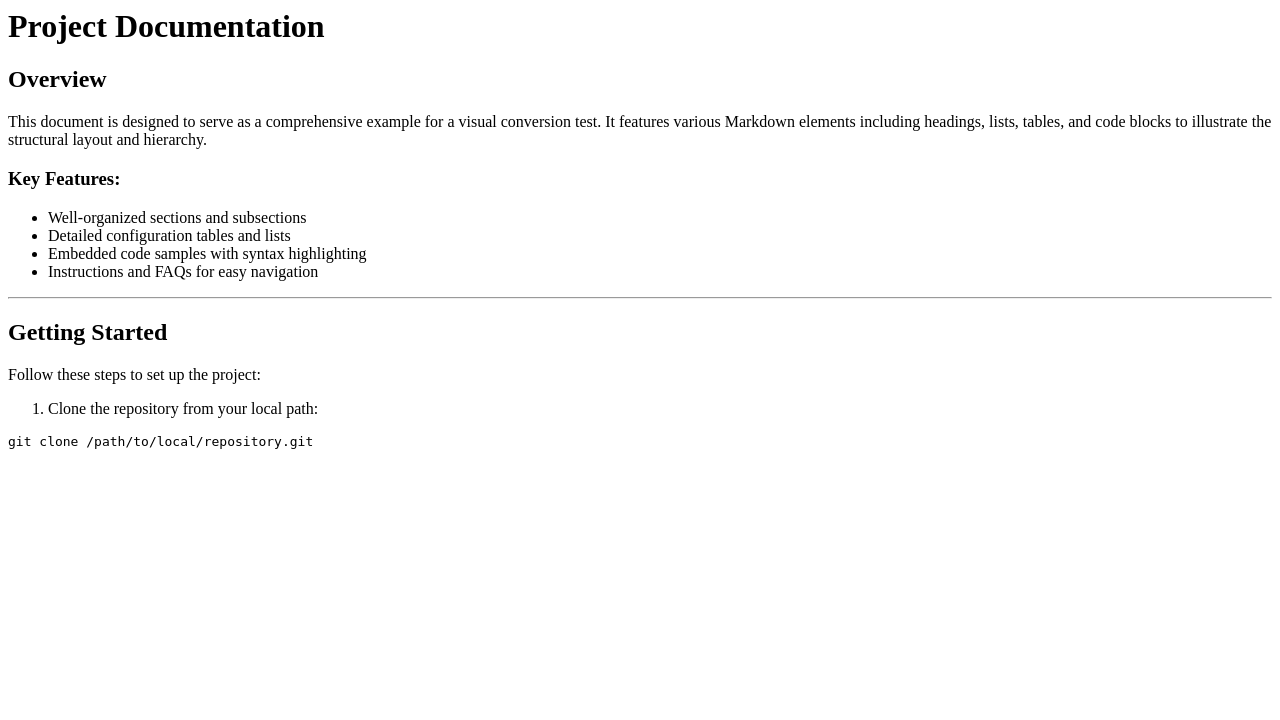 Project Documentation
Overview
This document is designed to serve as a comprehensive example for a visual conversion test. It features various Markdown elements including headings, lists, tables, and code blocks to illustrate the
structural layout and hierarchy.
Key Features:
• Well-organized sections and subsections
• Detailed configuration tables and lists
• Embedded code samples with syntax highlighting
• Instructions and FAQs for easy navigation
Getting Started
Follow these steps to set up the project:
1. Clone the repository from your local path:
git clone /path/to/local/repository.git